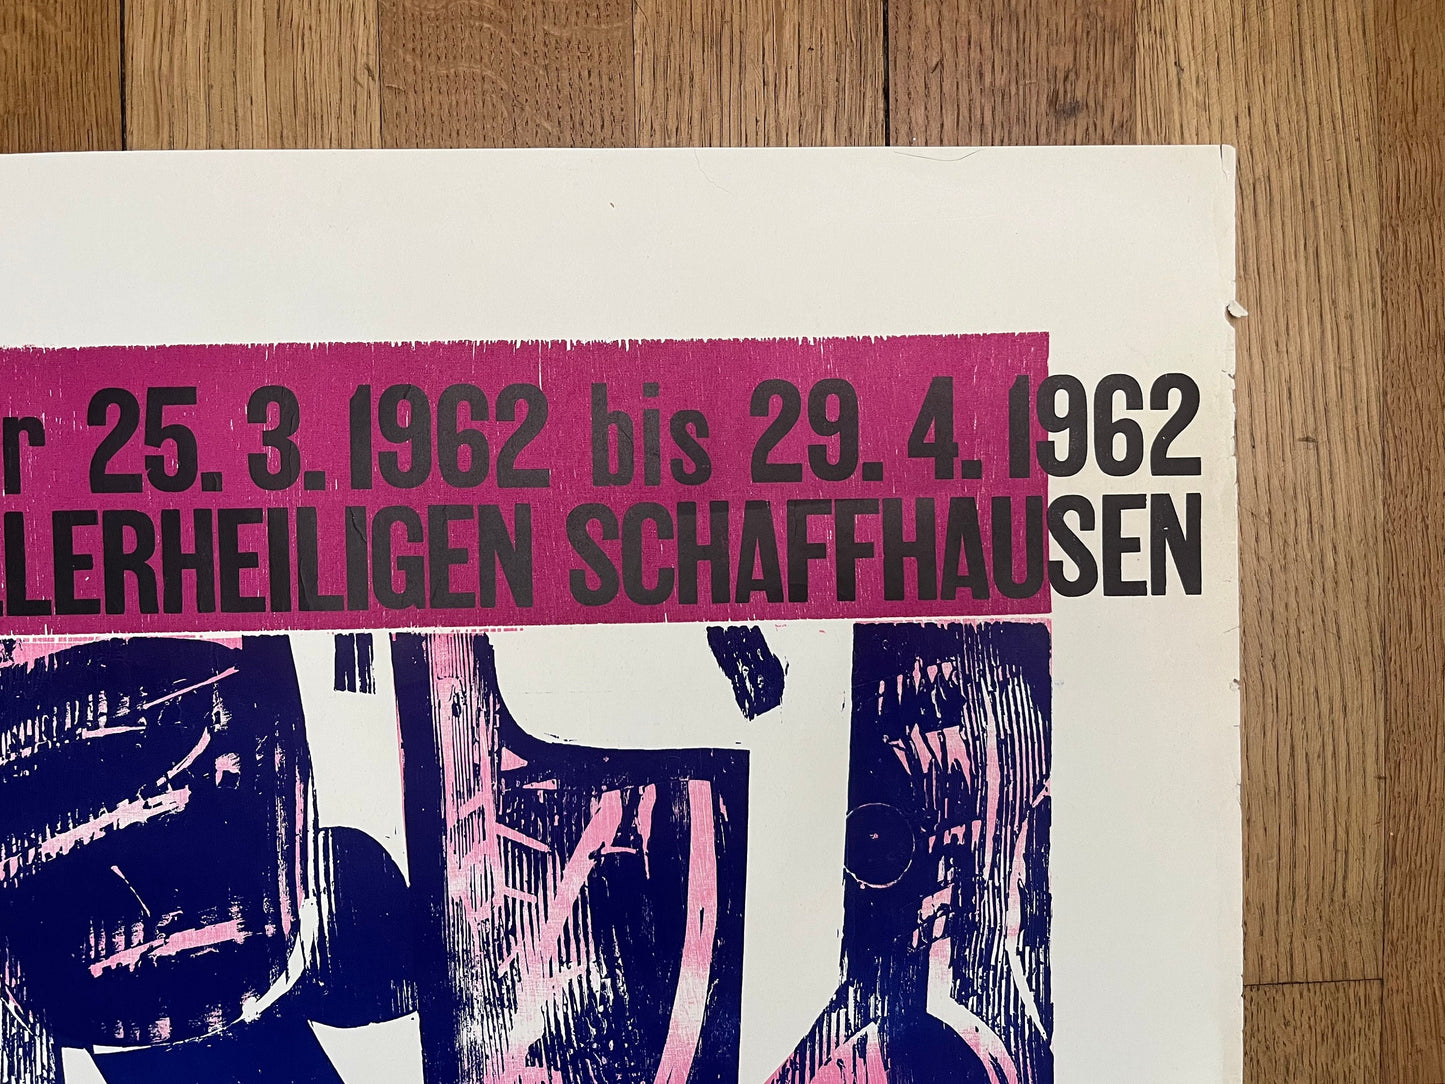 r 25. 3. 1962 bis 29. 4. 1962
LLERHEILIGEN SCHAFFHAUSEN